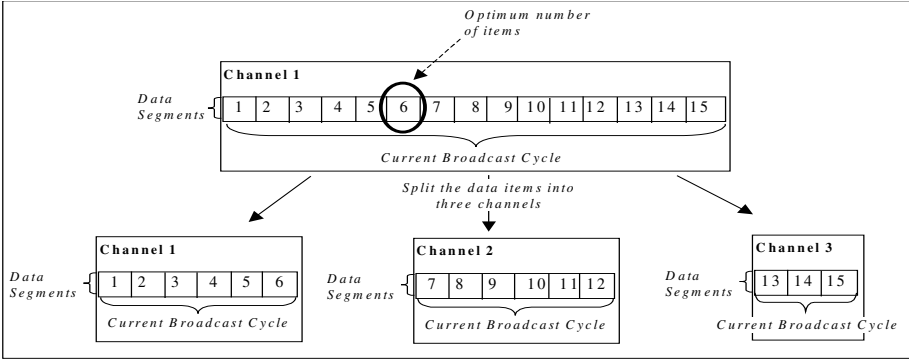 Optimum number
of items
Channel 1
Data
Segments
1 2 3 4 5 6 7 8 9 10 11 12 13 14 15
Current Broadcast Cycle
Split the data items into
three channels
Channel 1
Data
Segments
1 2 3 4 5 6
Current Broadcast Cycle
Channel 2
Data
Segments
7 8 9 10 11 12
Current Broadcast Cycle
Channel 3
Data
Segments
13 14 15
Current Broadcast Cycle